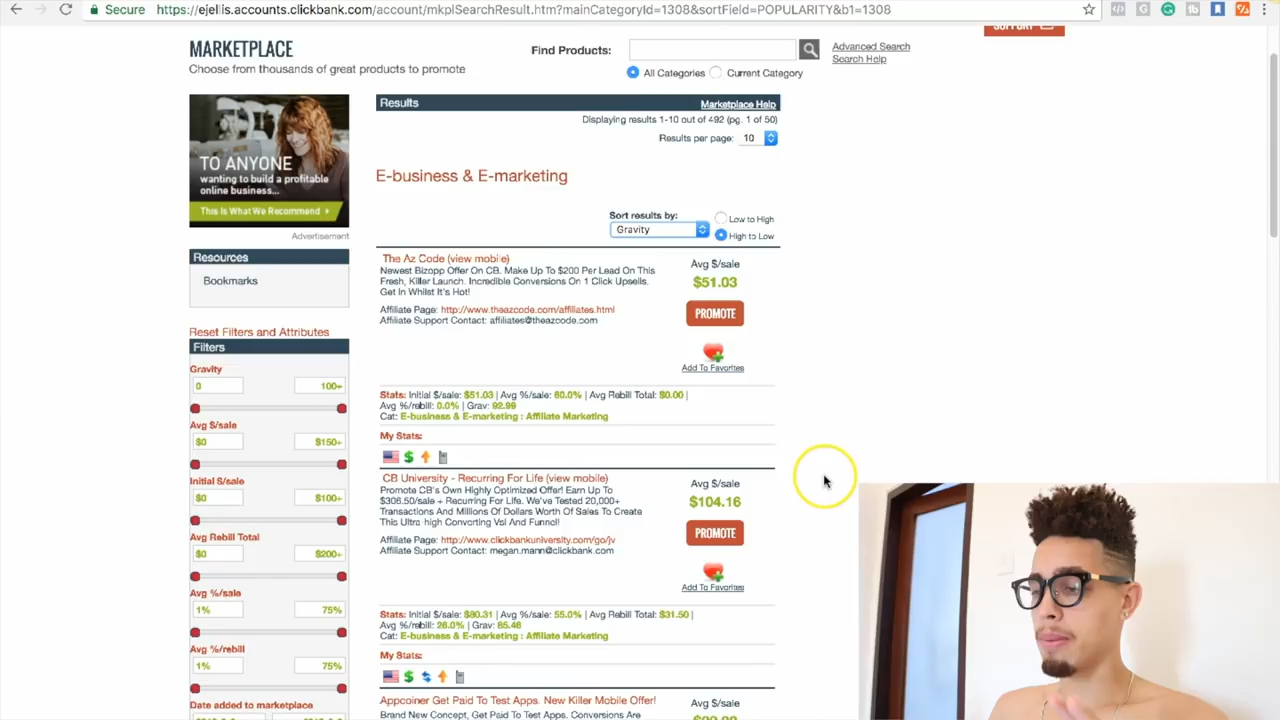 Secure
https://ejellis.accounts.clickbank.com/account/mkplSearchResult.htm?mainCategoryId=1308&sortField=POPULARITY&b1=1308
SUPPORT
MARKETPLACE
Choose from thousands of great products to promote
Find Products:
Advanced Search
Search Help
All Categories
Current Category
TO ANYONE
wanting to build a profitable
online business...
This Is What We Recommend
Advertisement
Resources
Bookmarks
Reset Filters and Attributes
Filters
Gravity
0 100+
Avg $/sale
$0 $150+
Initial $/sale
$0 $100+
Avg Rebill Total
$0 $200+
Avg %/sale
1% 75%
Avg %/rebill
1% 75%
Date added to marketplace
Results
Marketplace Help
Displaying results 1-10 out of 492 (pg. 1 of 50)
Results per page: 10
E-business & E-marketing
Sort results by:
Gravity
Low to High
High to Low
The Az Code (view mobile)
Newest Bizopp Offer On CB. Make Up To $200 Per Lead On This
Fresh, Killer Launch. Incredible Conversions On 1 Click Upsells.
Get In Whilst It's Hot!
Affiliate Page: http://www.theazcode.com/affiliates.html
Affiliate Support Contact: affiliates@theazcode.com
Avg $/sale
$51.03
PROMOTE
Add To Favorites
Stats: Initial $/sale: $51.03 | Avg %/sale: 60.0% | Avg Rebill Total: $0.00 |
Avg %/rebill: 0.0% | Grav: 92.99
Cat: E-business & E-marketing : Affiliate Marketing
My Stats:
CB University - Recurring For Life (view mobile)
Promote CB's Own Highly Optimized Offer! Earn Up To
$306.50/sale + Recurring For Life. We've Tested 20,000+
Transactions And Millions Of Dollars Worth Of Sales To Create
This Ultra-high Converting Vsl And Funnel!
Affiliate Page: http://www.clickbankuniversity.com/go/jv
Affiliate Support Contact: megan.mann@clickbank.com
Avg $/sale
$104.16
PROMOTE
Add To Favorites
Stats: Initial $/sale: $80.31 | Avg %/sale: 55.0% | Avg Rebill Total: $31.50 |
Avg %/rebill: 26.0% | Grav: 85.46
Cat: E-business & E-marketing : Affiliate Marketing
My Stats:
Appcoiner Get Paid To Test Apps. New Killer Mobile Offer!
Brand New Concept, Get Paid To Test Apps. Conversions Are
Avg $/sale